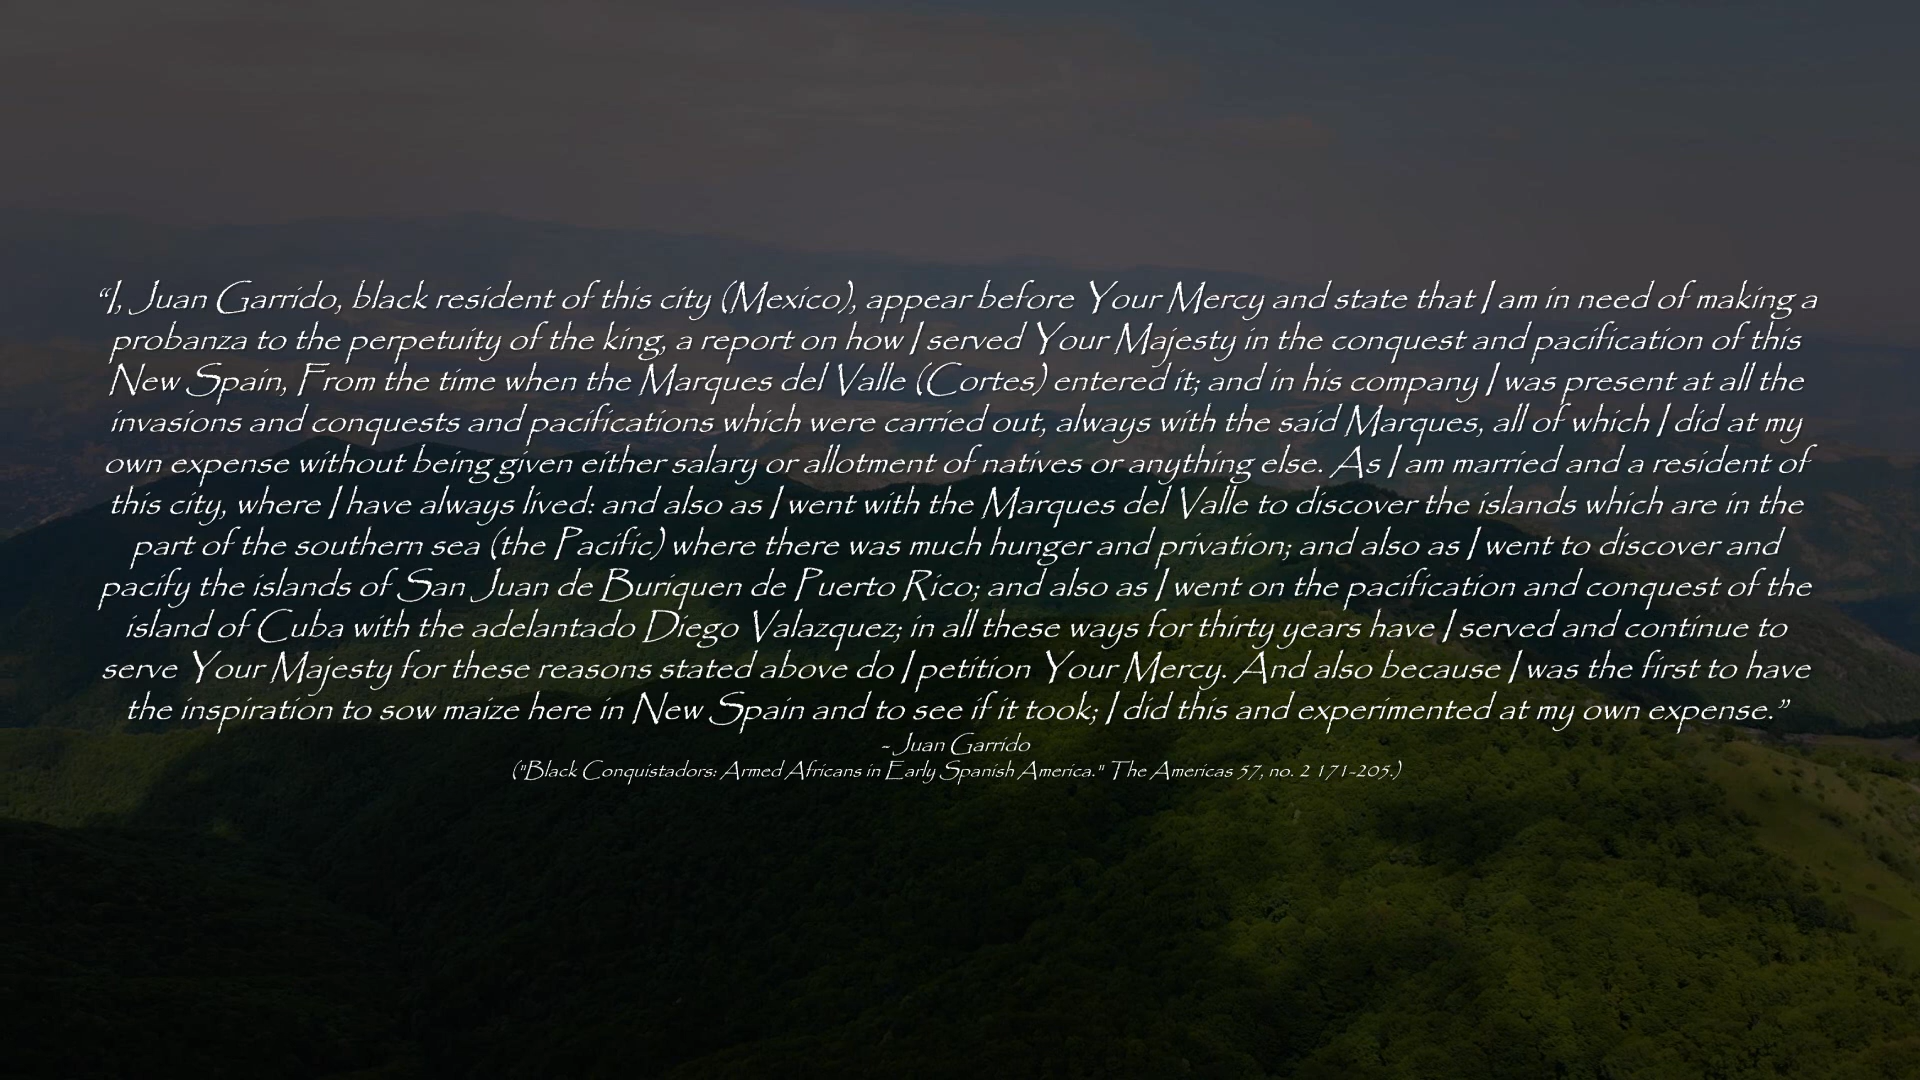 “I, Juan Garrido, black resident of this city (Mexico), appear before Your Mercy and state that I am in need of making a
probanza to the perpetuity of the king, a report on how I served Your Majesty in the conquest and pacification of this
New Spain, From the time when the Marques del Valle (Cortes) entered it; and in his company I was present at all the
invasions and conquests and pacifications which were carried out, always with the said Marques, all of which I did at my
own expense without being given either salary or allotment of natives or anything else. As I am married and a resident of
this city, where I have always lived: and also as I went with the Marques del Valle to discover the islands which are in the
part of the southern sea (the Pacific) where there was much hunger and privation; and also as I went to discover and
pacify the islands of San Juan de Buriquen de Puerto Rico; and also as I went on the pacification and conquest of the
island of Cuba with the adelantado Diego Valazquez; in all these ways for thirty years have I served and continue to
serve Your Majesty for these reasons stated above do I petition Your Mercy. And also because I was the first to have
the inspiration to sow maize here in New Spain and to see if it took; I did this and experimented at my own expense.”
- Juan Garrido
("Black Conquistadors: Armed Africans in Early Spanish America." The Americas 57, no. 2 171-205.)